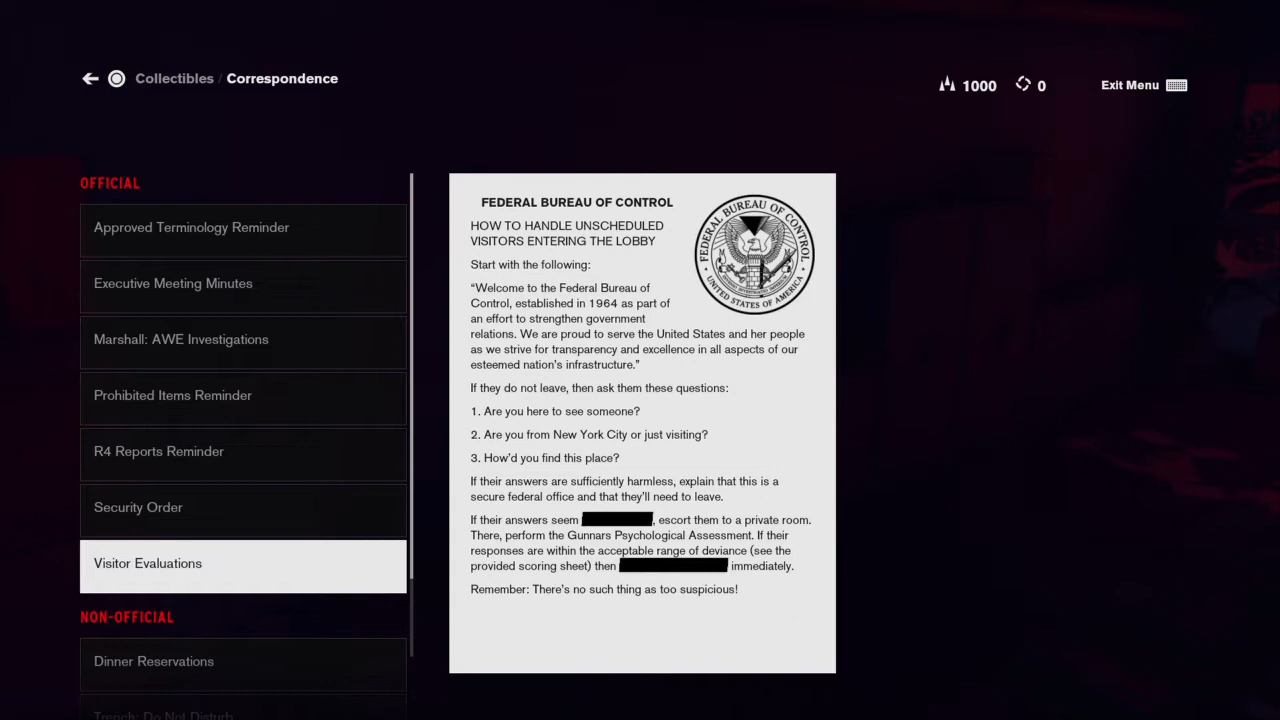 Collectibles / Correspondence
1000
0
Exit Menu
OFFICIAL
Approved Terminology Reminder
Executive Meeting Minutes
Marshall: AWE Investigations
Prohibited Items Reminder
R4 Reports Reminder
Security Order
Visitor Evaluations
NON-OFFICIAL
Dinner Reservations
Trench: Do Not Disturb
FEDERAL BUREAU OF CONTROL
HOW TO HANDLE UNSCHEDULED
VISITORS ENTERING THE LOBBY
Start with the following:
“Welcome to the Federal Bureau of
Control, established in 1964 as part of
an effort to strengthen government
relations. We are proud to serve the United States and her people
as we strive for transparency and excellence in all aspects of our
esteemed nation’s infrastructure.”
If they do not leave, then ask them these questions:
1. Are you here to see someone?
2. Are you from New York City or just visiting?
3. How’d you find this place?
If their answers are sufficiently harmless, explain that this is a
secure federal office and that they’ll need to leave.
If their answers seem , escort them to a private room.
There, perform the Gunnars Psychological Assessment. If their
responses are within the acceptable range of deviance (see the
provided scoring sheet) then immediately.
Remember: There’s no such thing as too suspicious!
FEDERAL BUREAU OF CONTROL
UNITED STATES OF AMERICA